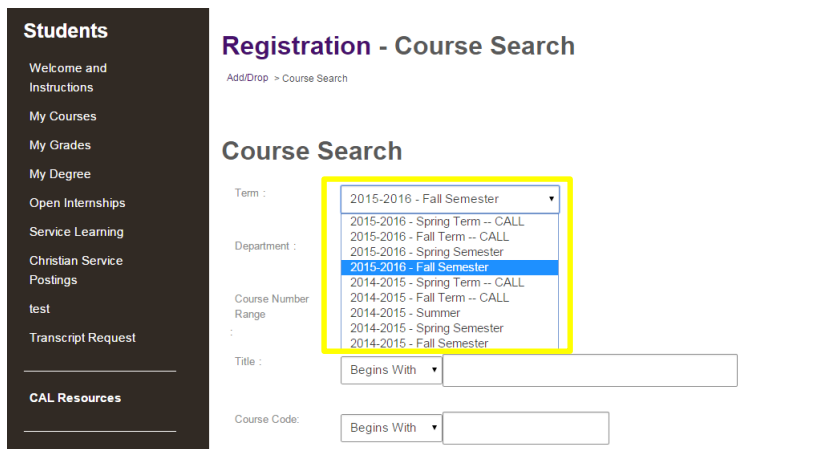 Students
Welcome and
Instructions
My Courses
My Grades
My Degree
Open Internships
Service Learning
Christian Service
Postings
test
Transcript Request
CAL Resources
Registration - Course Search
Add/Drop > Course Search
Course Search
Term :
2015-2016 - Fall Semester
2015-2016 - Spring Term -- CALL
2015-2016 - Fall Term -- CALL
2015-2016 - Spring Semester
2015-2016 - Fall Semester
2014-2015 - Spring Term -- CALL
2014-2015 - Fall Term -- CALL
2014-2015 - Summer
2014-2015 - Spring Semester
2014-2015 - Fall Semester
Department :
Course Number
Range
:
Title :
Begins With
Course Code:
Begins With